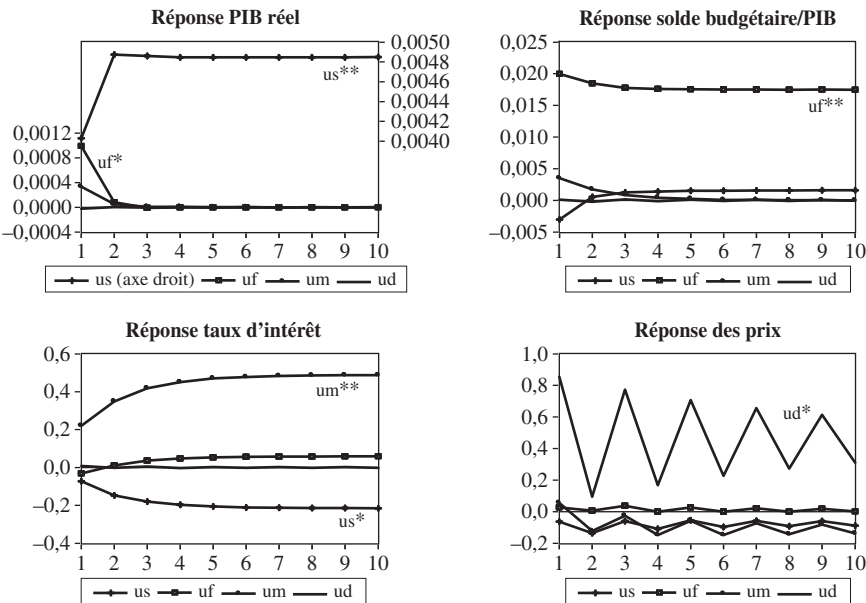 Réponse PIB réel
0,0050
0,0048
0,0046
0,0044
0,0042
0,0040
us**
0,0012
0,0008
0,0004
0,0000
–0,0004
uf*
1 2 3 4 5 6 7 8 9 10
us (axe droit) uf um ud
Réponse solde budgétaire/PIB
0,025
0,020
0,015
0,010
0,005
0,000
–0,005
uf**
1 2 3 4 5 6 7 8 9 10
us uf um ud
Réponse taux d'intérêt
0,6
0,4
0,2
0,0
–0,2
–0,4
um**
us*
1 2 3 4 5 6 7 8 9 10
us uf um ud
Réponse des prix
1,0
0,8
0,6
0,4
0,2
0,0
–0,2
ud*
1 2 3 4 5 6 7 8 9 10
us uf um ud